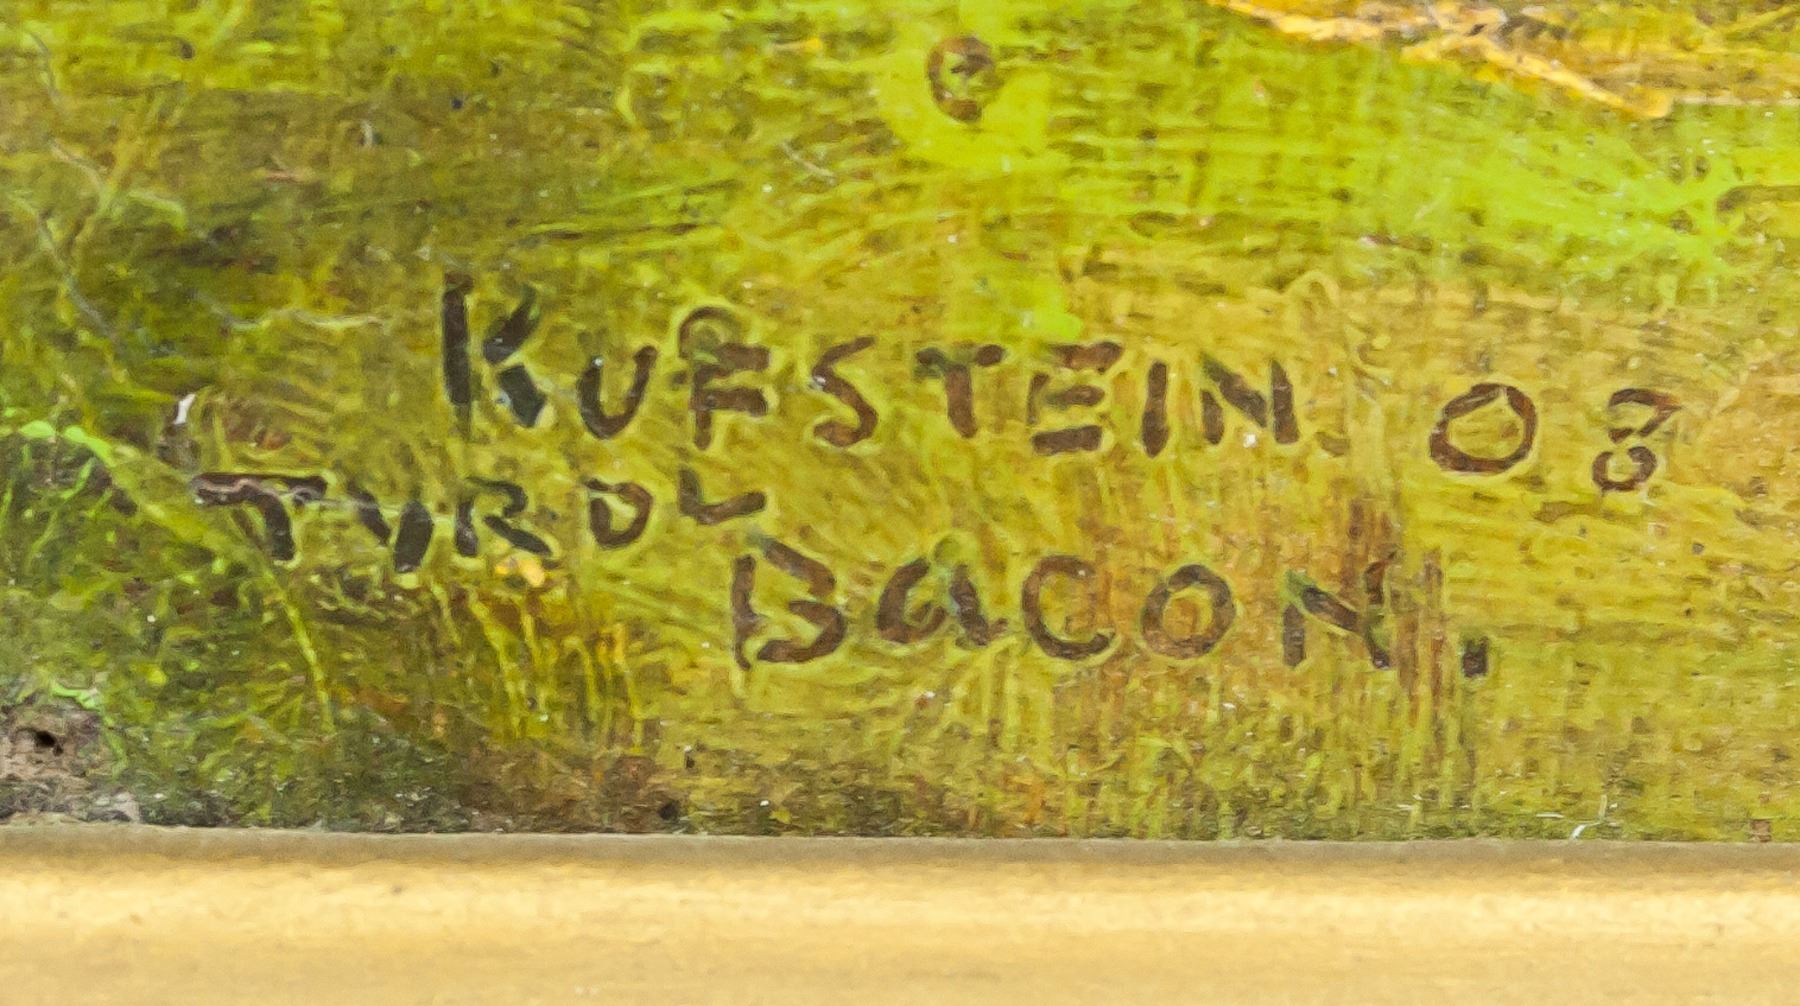 KUFSTEIN 08
TYROL
BACON.